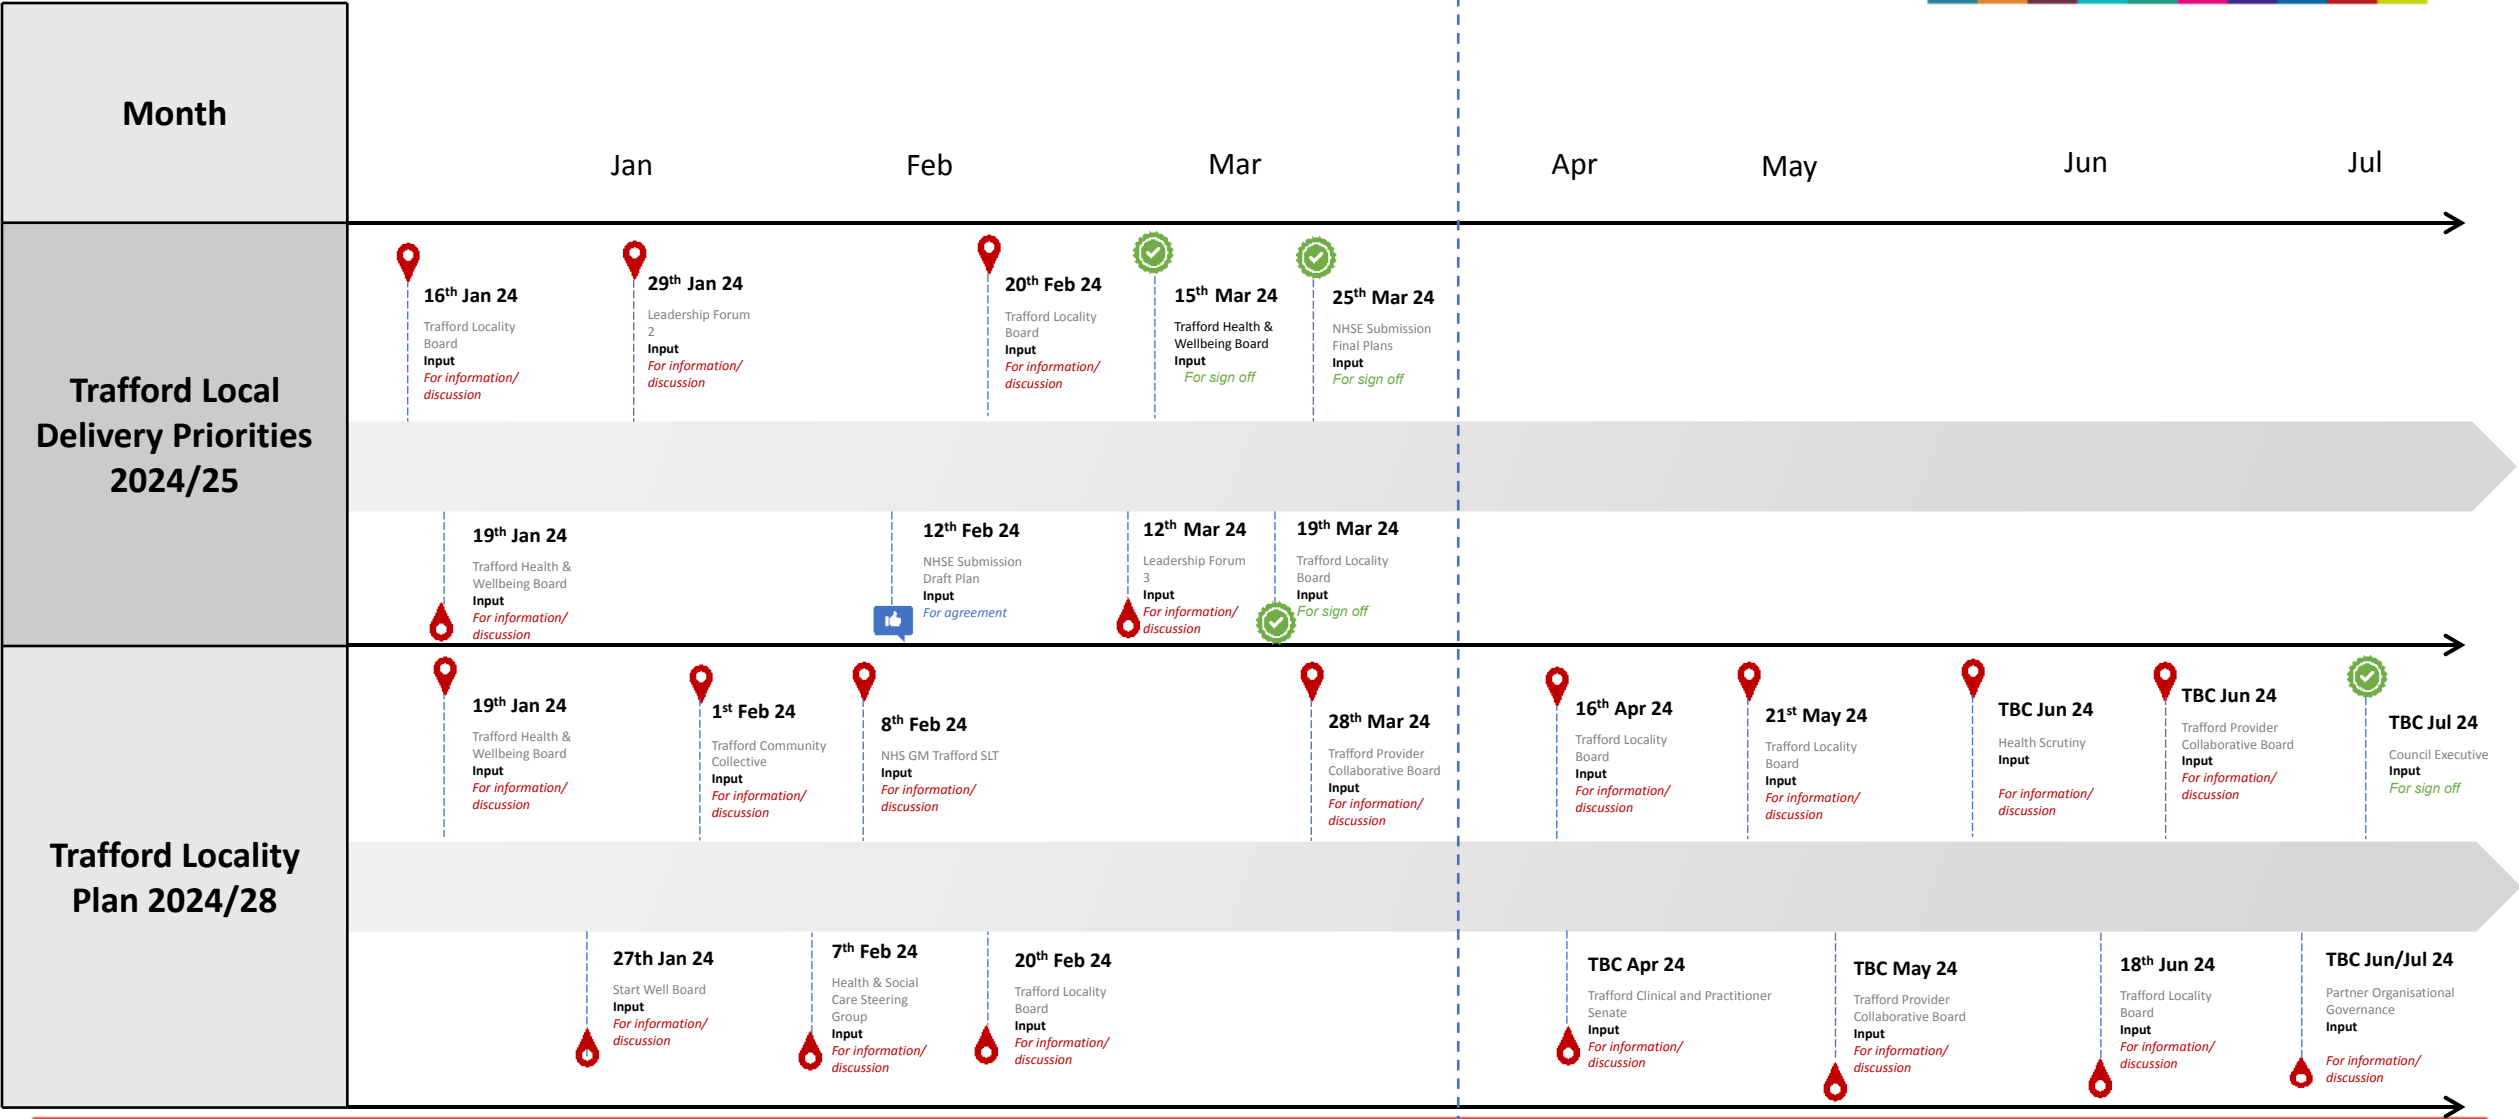 Month
Jan
Feb
Mar
Apr
May
Jun
Jul
Trafford Local
Delivery Priorities
2024/25
16th Jan 24
Trafford Locality
Board
Input
For information/
discussion
29th Jan 24
Leadership Forum
2
Input
For information/
discussion
20th Feb 24
Trafford Locality
Board
Input
For information/
discussion
15th Mar 24
Trafford Health &
Wellbeing Board
Input
For sign off
25th Mar 24
NHSE Submission
Final Plans
Input
For sign off
19th Jan 24
Trafford Health &
Wellbeing Board
Input
For information/
discussion
12th Feb 24
NHSE Submission
Draft Plan
Input
For agreement
12th Mar 24
Leadership Forum
3
Input
For information/
discussion
19th Mar 24
Trafford Locality
Board
Input
For sign off
Trafford Locality
Plan 2024/28
19th Jan 24
Trafford Health &
Wellbeing Board
Input
For information/
discussion
1st Feb 24
Trafford Community
Collective
Input
For information/
discussion
8th Feb 24
NHS GM Trafford SLT
Input
For information/
discussion
28th Mar 24
Trafford Provider
Collaborative Board
Input
For information/
discussion
16th Apr 24
Trafford Locality
Board
Input
For information/
discussion
21st May 24
Trafford Locality
Board
Input
For information/
discussion
TBC Jun 24
Health Scrutiny
Input
For information/
discussion
TBC Jun 24
Trafford Provider
Collaborative Board
Input
For information/
discussion
TBC Jul 24
Council Executive
Input
For sign off
27th Jan 24
Start Well Board
Input
For information/
discussion
7th Feb 24
Health & Social
Care Steering
Group
Input
For information/
discussion
20th Feb 24
Trafford Locality
Board
Input
For information/
discussion
TBC Apr 24
Trafford Clinical and Practitioner
Senate
Input
For information/
discussion
TBC May 24
Trafford Provider
Collaborative Board
Input
For information/
discussion
18th Jun 24
Trafford Locality
Board
Input
For information/
discussion
TBC Jun/Jul 24
Partner Organisational
Governance
Input
For information/
discussion